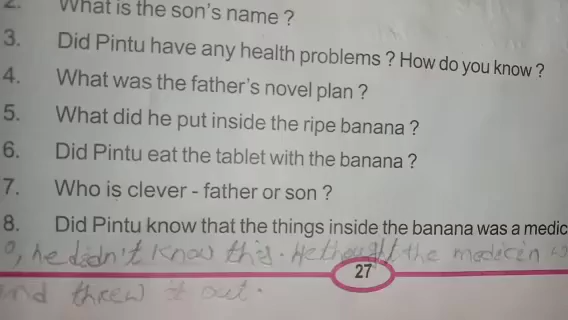 2. What is the son's name ?
3. Did Pintu have any health problems ? How do you know ?
4. What was the father's novel plan ?
5. What did he put inside the ripe banana ?
6. Did Pintu eat the tablet with the banana ?
7. Who is clever - father or son ?
8. Did Pintu know that the things inside the banana was a medic
o, he dodn't know this. He thought the medicin
27
and threw it out.